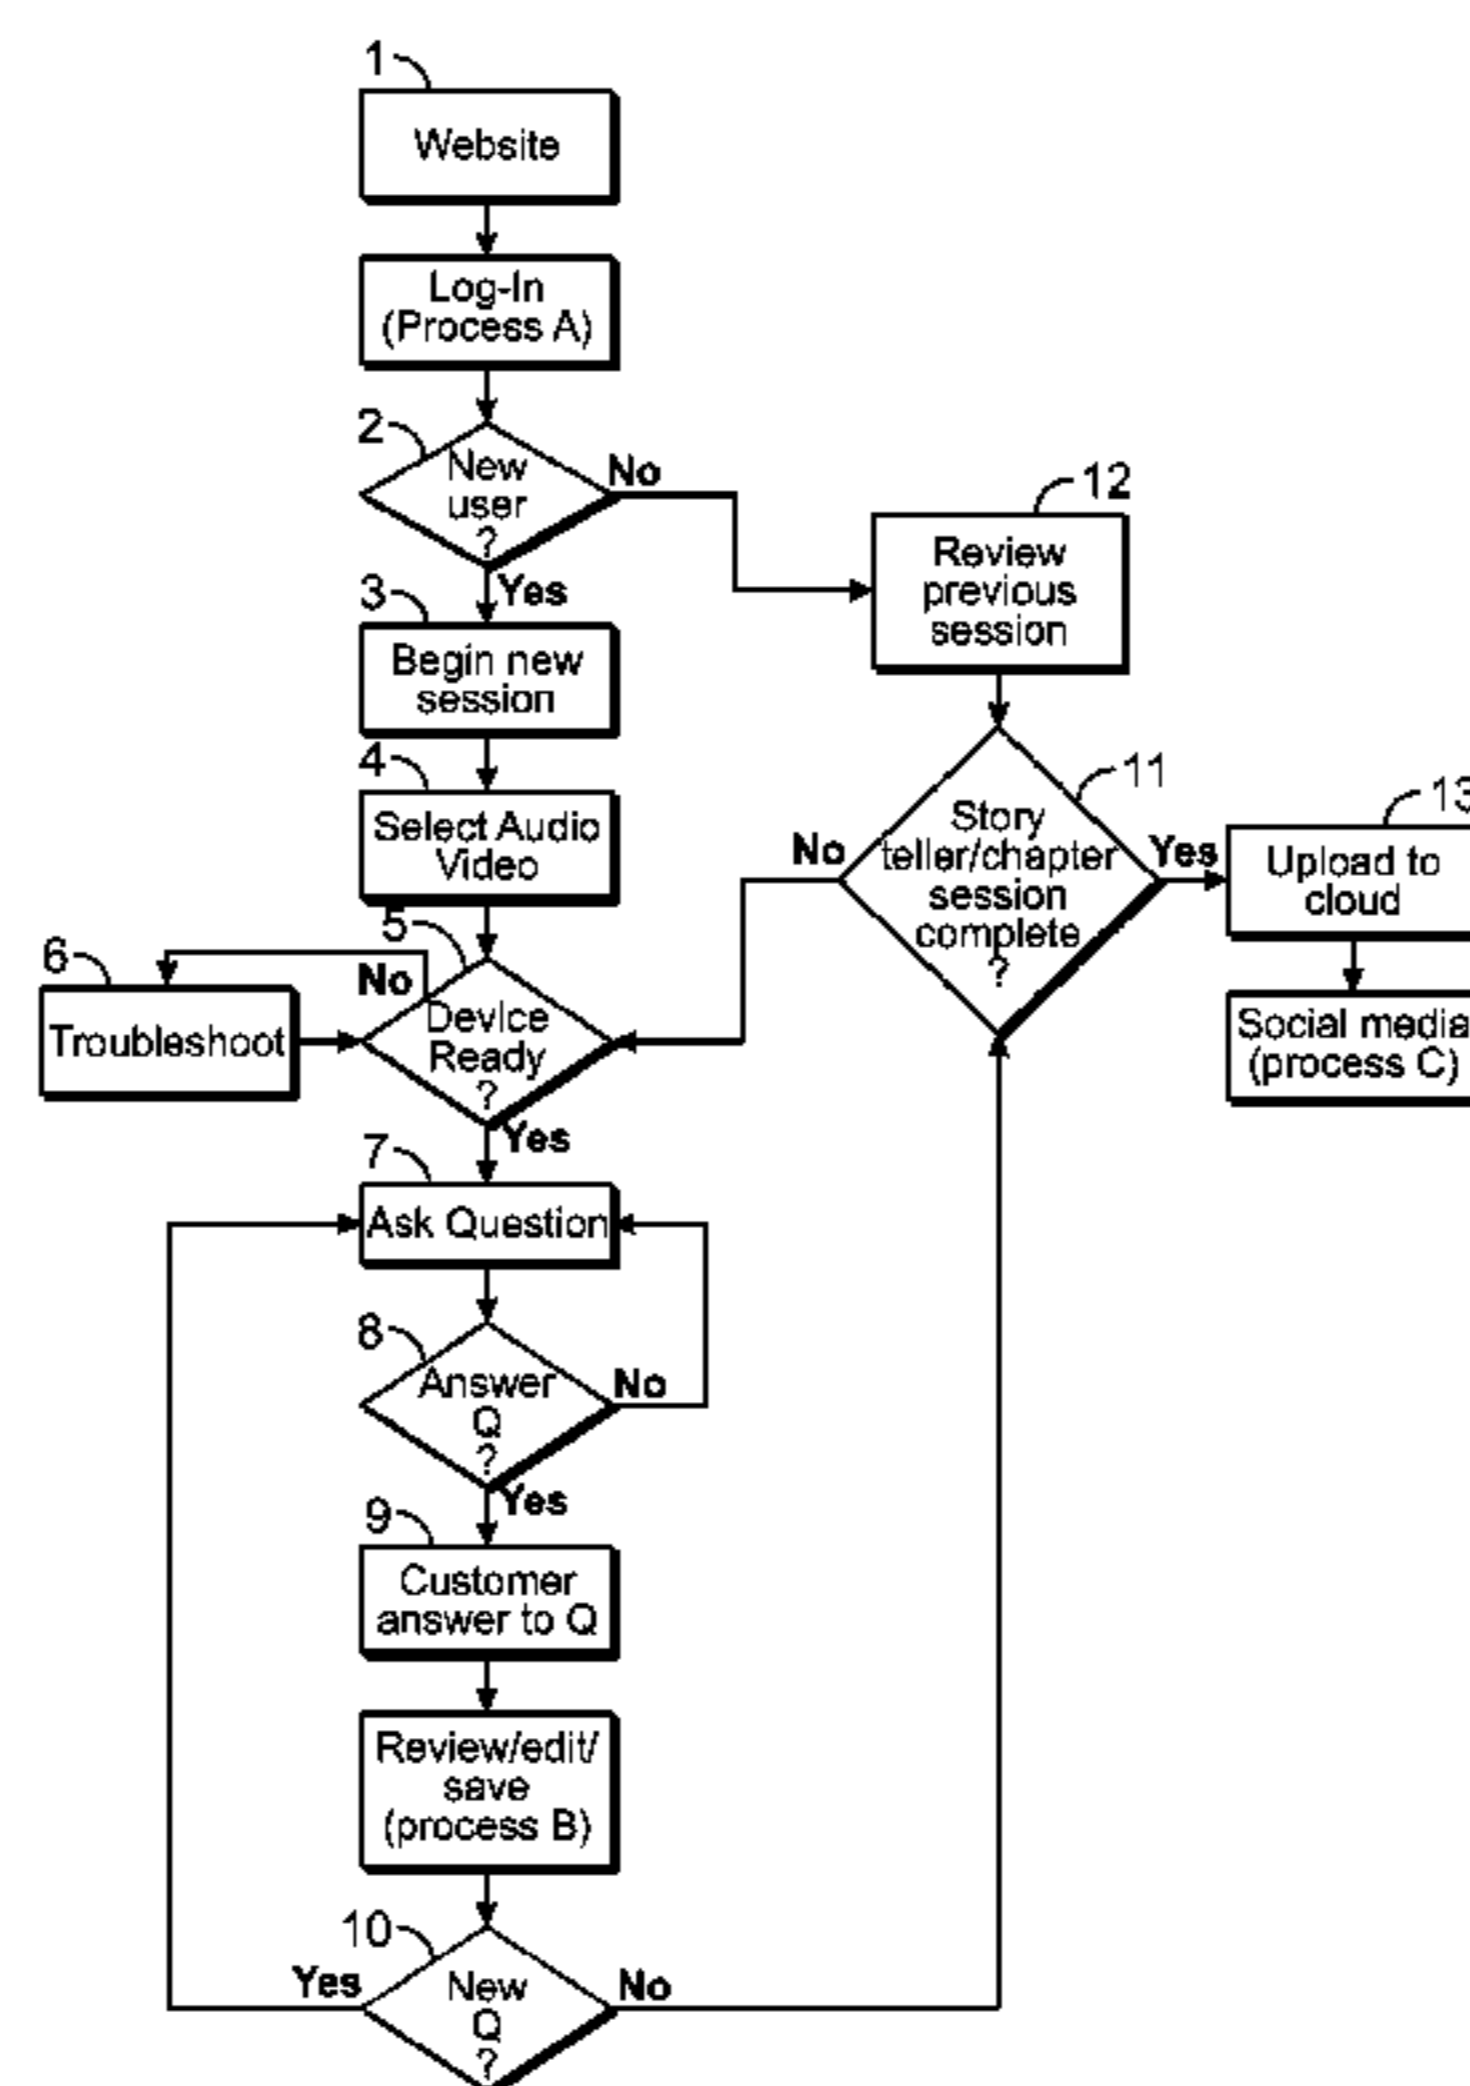 1
Website
Log-In
(Process A)
2
New
user
?
No
Yes
12
Review
previous
session
3
Begin new
session
4
Select Audio
Video
11
Story
teller/chapter
session
complete
?
No
Yes
13
Upload to
cloud
Social media
(process C)
5
Device
Ready
?
No
Yes
6
Troubleshoot
7
Ask Question
8
Answer
Q
?
No
Yes
9
Customer
answer to Q
Review/edit/
save
(process B)
10
New
Q
?
Yes
No